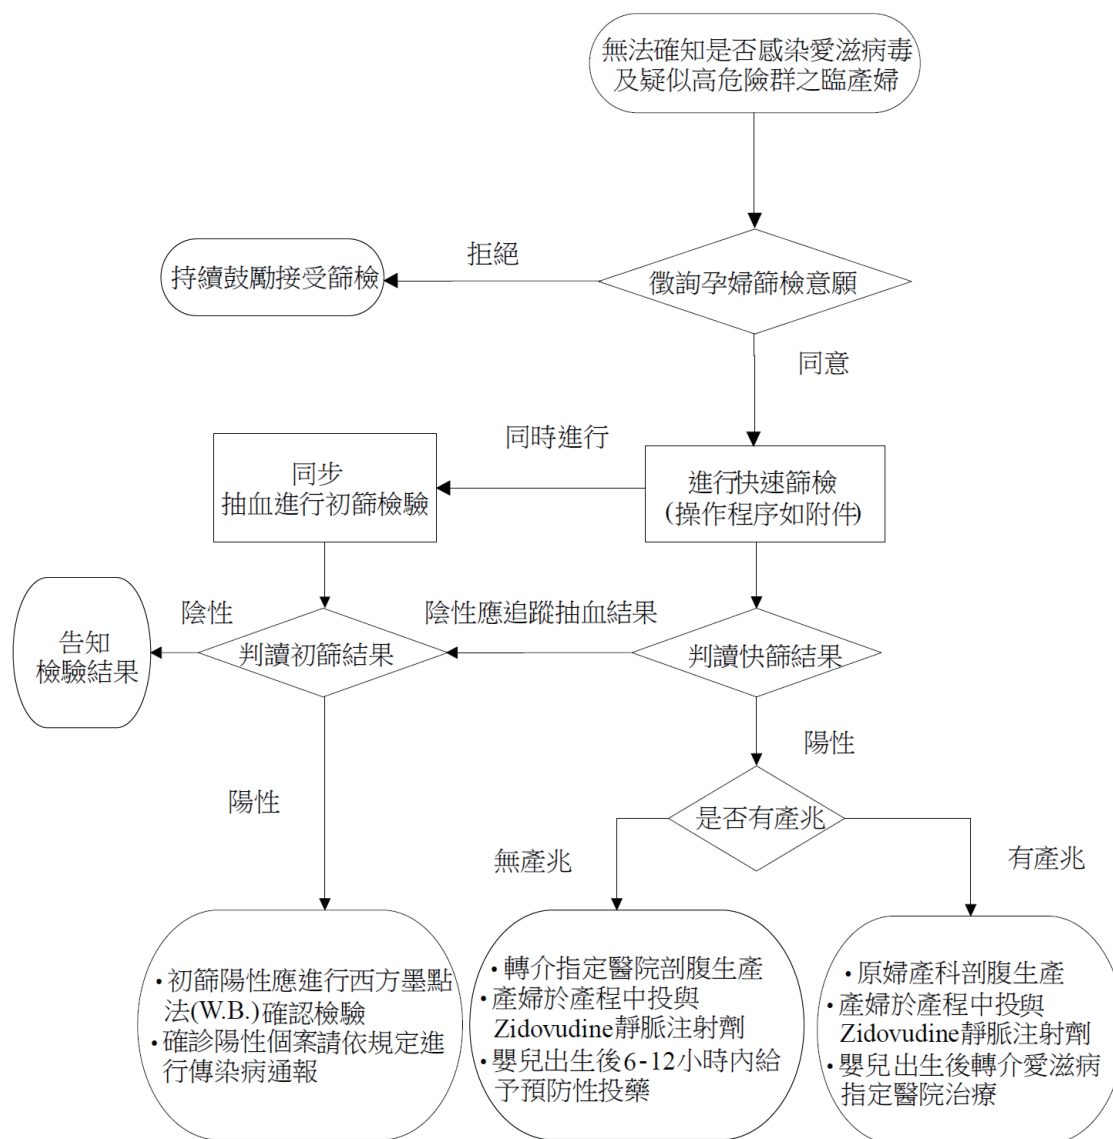 無法確知是否感染愛滋病毒
及疑似高危險群之臨產婦
拒絕
持續鼓勵接受篩檢
徵詢孕婦篩檢意願
同意
同時進行
同步
抽血進行初篩檢驗
進行快速篩檢
(操作程序如附件)
陰性
陰性應追蹤抽血結果
告知
檢驗結果
判讀初篩結果
判讀快篩結果
陽性
陽性
是否有產兆
無產兆
有產兆
•初篩陽性應進行西方墨點
法(W.B.)確認檢驗
•確診陽性個案請依規定進
行傳染病通報
•轉介指定醫院剖腹生產
•產婦於產程中投與
Zidovudine靜脈注射劑
•嬰兒出生後6-12小時內給
予預防性投藥
•原婦產科剖腹生產
•產婦於產程中投與
Zidovudine靜脈注射劑
•嬰兒出生後轉介愛滋病
指定醫院治療